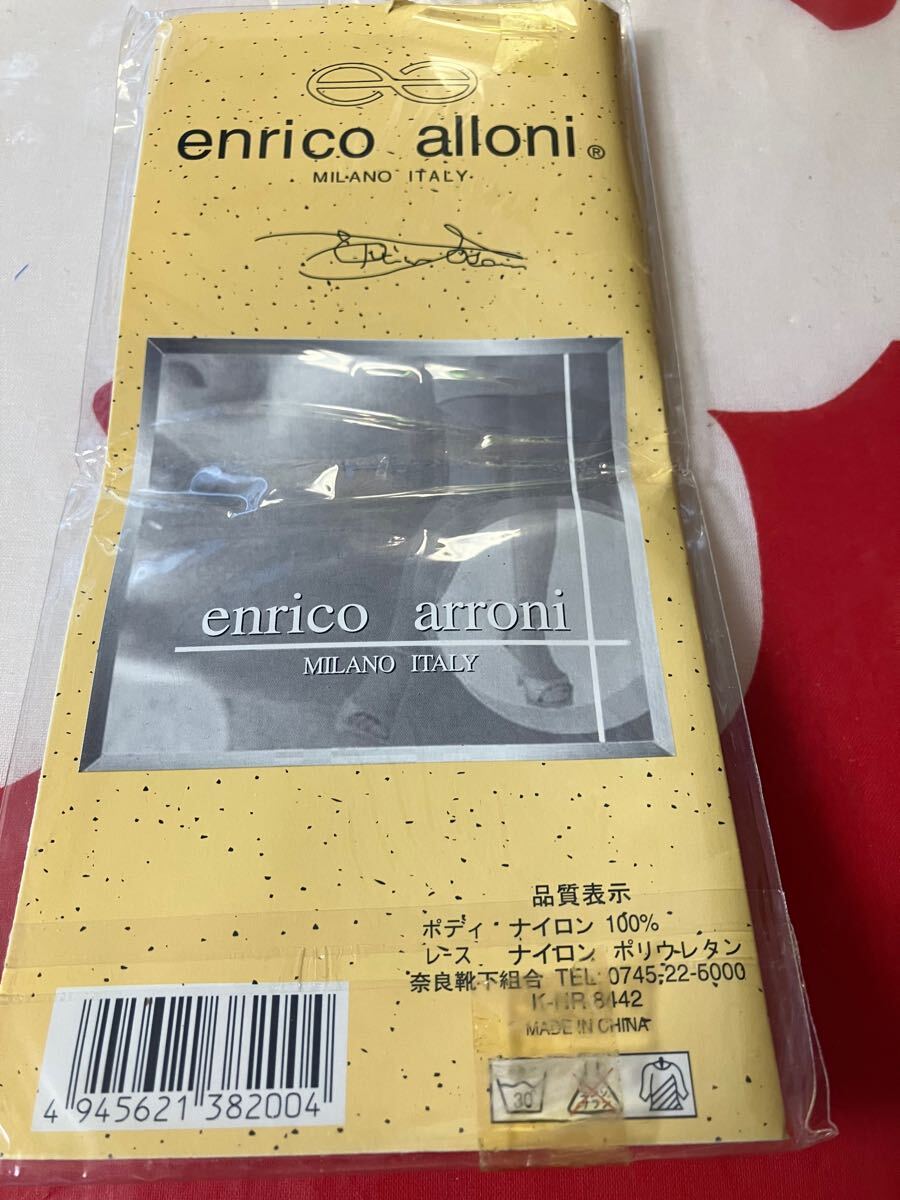 enrico alloni®
MILANO ITALY
enrico arroni
MILANO ITALY
品質表示
ボディ ナイロン 100%
レース ナイロン ポリウレタン
奈良靴下組合 TEL 0745-22-5000
K-NR 8442
MADE IN CHINA
30
4 945621 382004